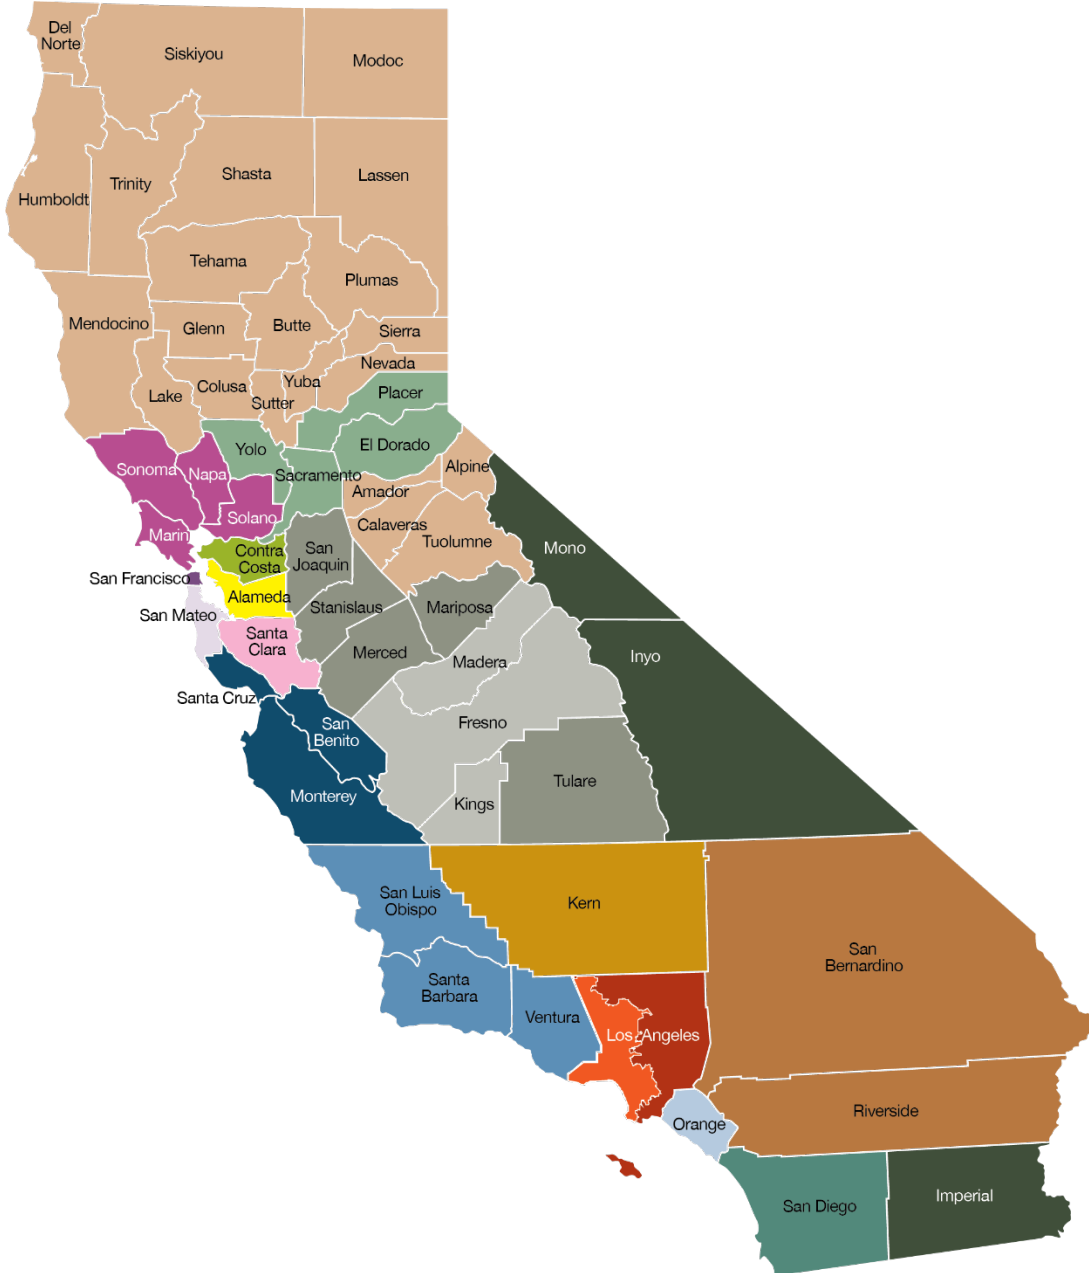 Del
Norte
Siskiyou
Modoc
Humboldt
Trinity
Shasta
Lassen
Tehama
Plumas
Mendocino
Glenn
Butte
Sierra
Nevada
Lake
Colusa
Yuba
Sutter
Placer
Yolo
El Dorado
Sonoma
Napa
Sacramento
Alpine
Amador
Solano
Marin
Calaveras
Tuolumne
Contra
Costa
San
Joaquin
Mono
San Francisco
Alameda
San Mateo
Stanislaus
Mariposa
Santa
Clara
Merced
Madera
Inyo
Santa Cruz
San
Benito
Fresno
Monterey
Kings
Tulare
San Luis
Obispo
Kern
San
Bernardino
Santa
Barbara
Ventura
Los Angeles
Orange
Riverside
San Diego
Imperial